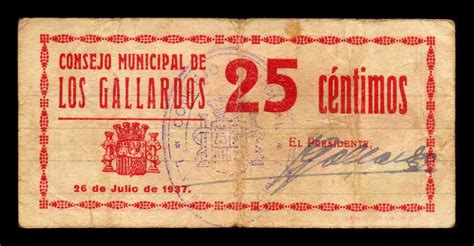 CONSEJO MUNICIPAL DE
LOS GALLARDOS
25 céntimos
EL PRESIDENTE,
26 de Julio de 1937.